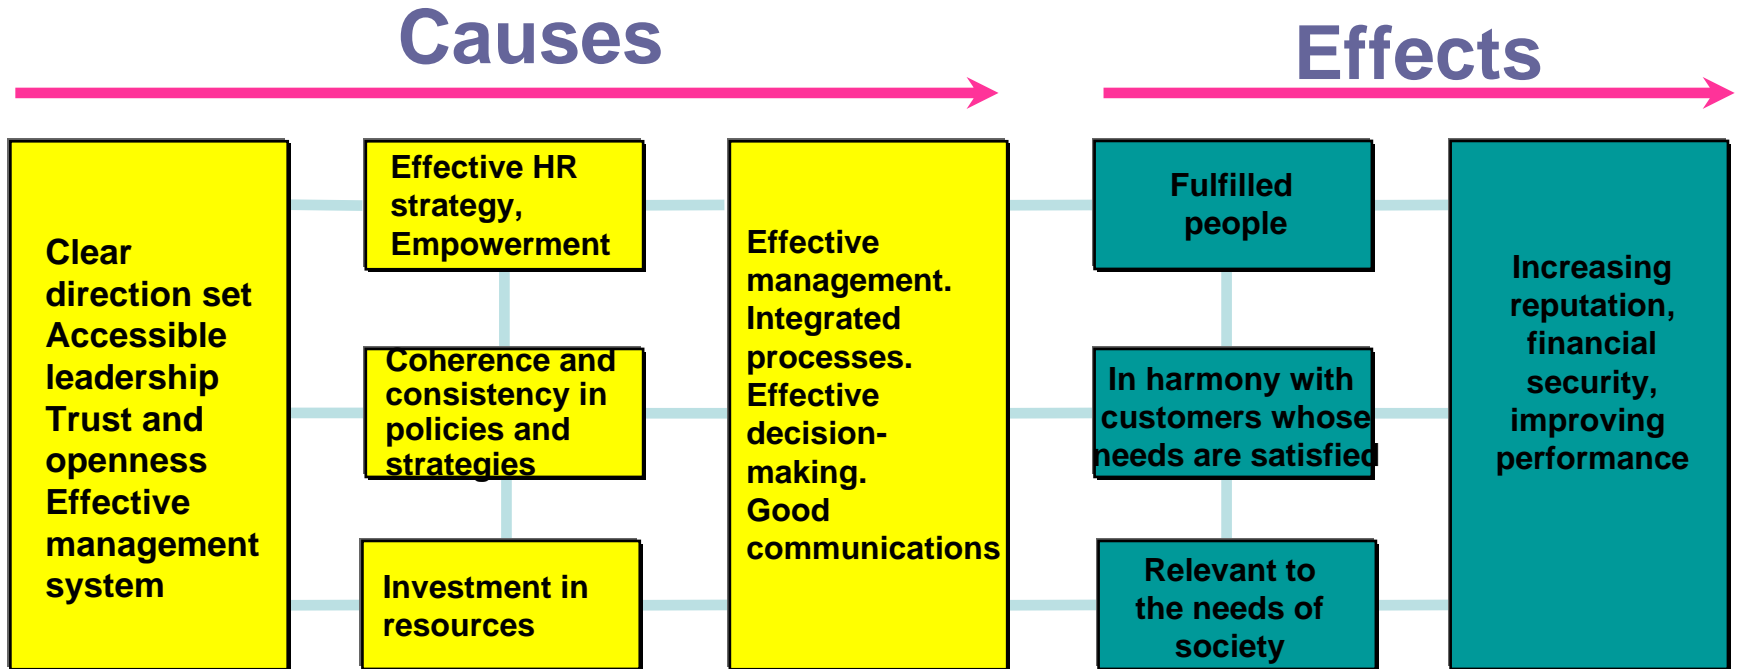 Causes
Effects
Clear
direction set
Accessible
leadership
Trust and
openness
Effective
management
system
Effective HR
strategy,
Empowerment
Coherence and
consistency in
policies and
strategies
Investment in
resources
Effective
management.
Integrated
processes.
Effective
decision-
making.
Good
communications
Fulfilled
people
In harmony with
customers whose
needs are satisfied
Relevant to
the needs of
society
Increasing
reputation,
financial
security,
improving
performance